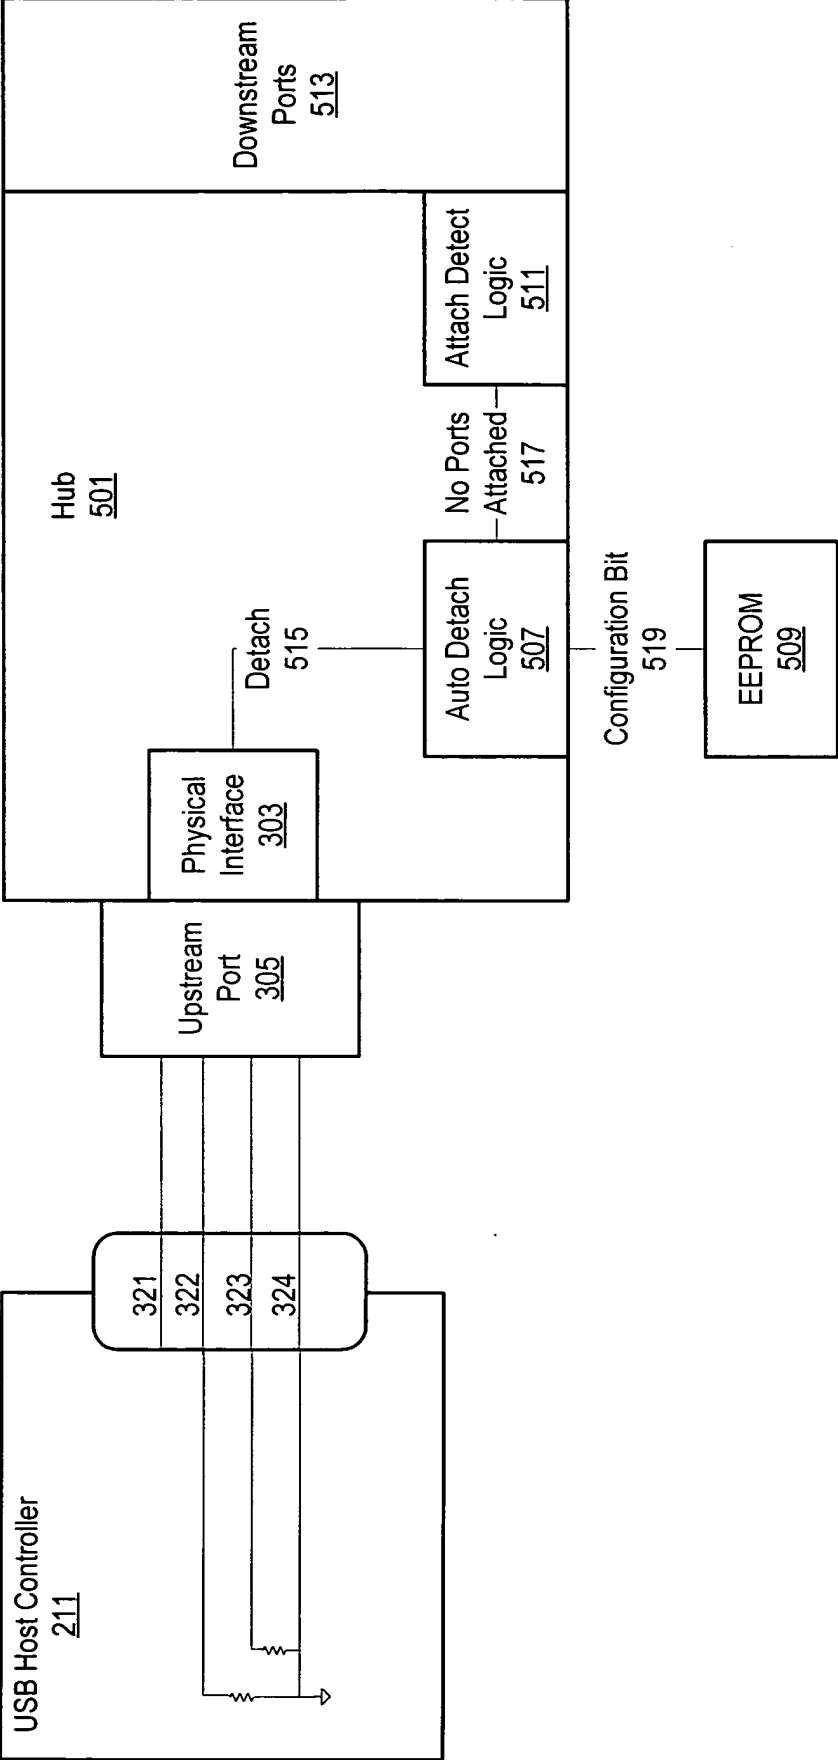 USB Host Controller
211
321
322
323
324
Upstream
Port
305
Physical
Interface
303
Hub
501
Detach
515
Auto Detach
Logic
507
No Ports
Attached
517
Attach Detect
Logic
511
Downstream
Ports
513
Configuration Bit
519
EEPROM
509